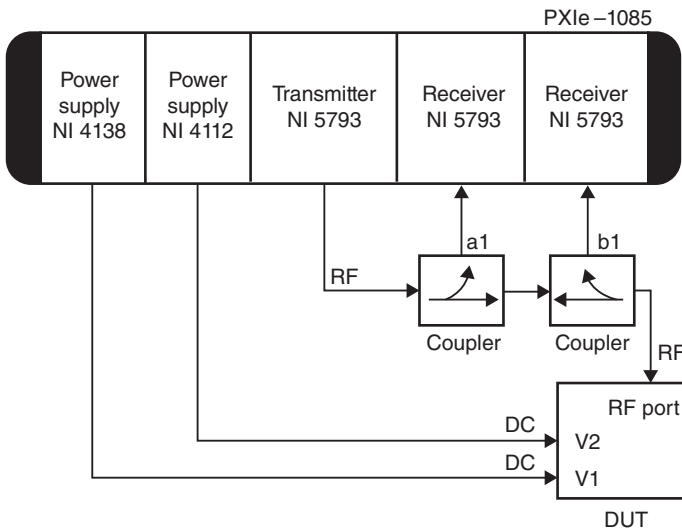 PXIe –1085
Power
supply
NI 4138
Power
supply
NI 4112
Transmitter
NI 5793
Receiver
NI 5793
Receiver
NI 5793
a1
b1
RF
Coupler
Coupler
RF
RF port
DC
V2
DC
V1
DUT